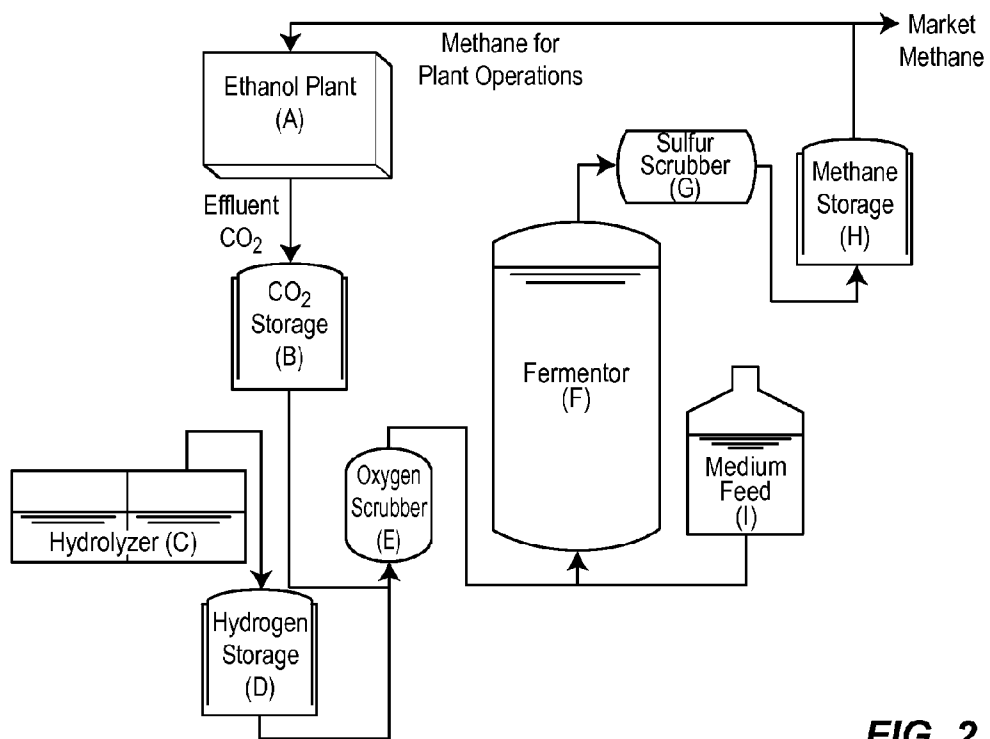 Market
Methane
Methane for
Plant Operations
Ethanol Plant
(A)
Sulfur
Scrubber
(G)
Methane
Storage
(H)
Effluent
CO₂
CO₂
Storage
(B)
Fermentor
(F)
Oxygen
Scrubber
(E)
Medium
Feed
(I)
Hydrolyzer (C)
Hydrogen
Storage
(D)
FIG. 2